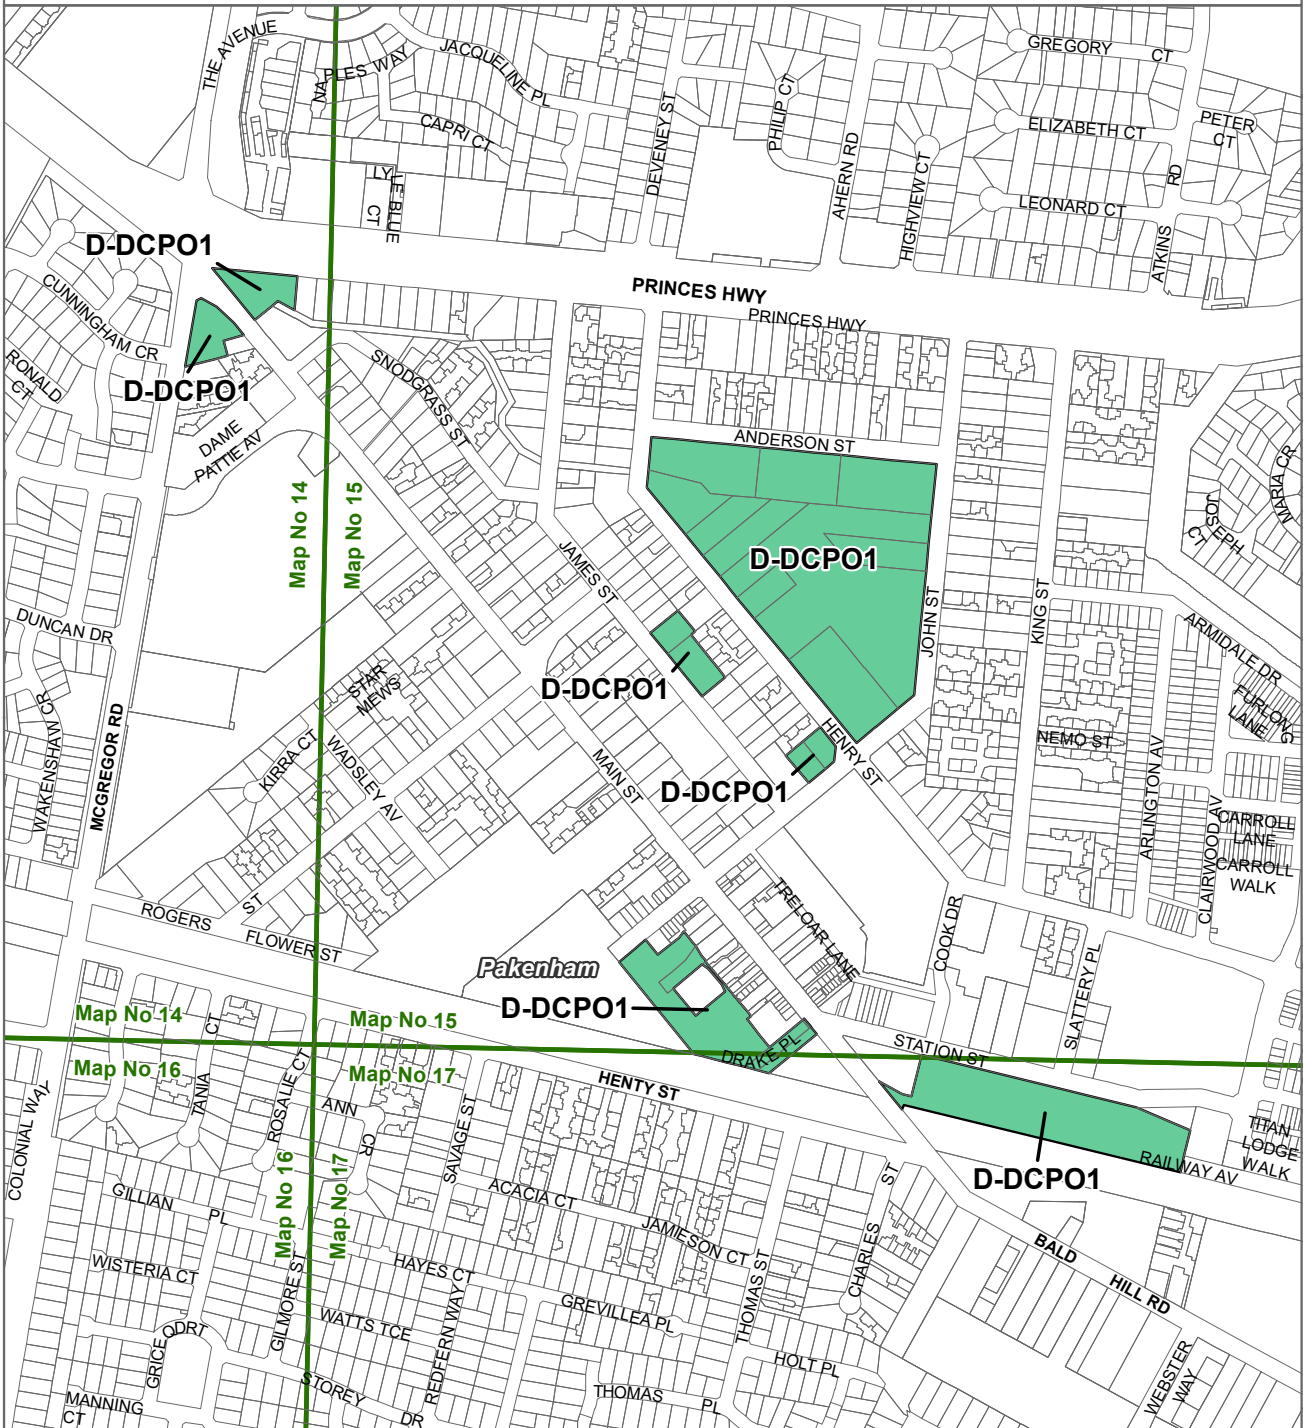 THE AVENUE
NAPLES WAY
JACQUELINE PL
CAPRI CT
LYLE BLUE
CT
DEVENEY ST
PHILIP CT
AHERN RD
HIGHVIEW CT
GREGORY CT
ELIZABETH CT
PETER
CT
LEONARD CT
ATKINS RD
D-DCPO1
CUNNINGHAM CR
RONALD
CT
D-DCPO1
PRINCES HWY
PRINCES HWY
SNODGRASS ST
DAME
PATTIE AV
ANDERSON ST
MARIA CR
JOSEPH
CT
Map No 14
Map No 15
D-DCPO1
JAMES ST
JOHN ST
KING ST
DUNCAN DR
ARMIDALE DR
FURLONG
LANE
STAR
MEWS
D-DCPO1
WAKENSHAW CR
MCGREGOR RD
KIRRA CT
WADSLEY AV
MAIN ST
HENRY ST
NEMO ST
D-DCPO1
ARLINGTON AV
CLAIRWOOD AV
CARROLL
LANE
CARROLL
WALK
ROGERS ST
FLOWER ST
TRELOAR LANE
COOK DR
SLATTERY PL
Pakenham
D-DCPO1
Map No 14
Map No 15
Map No 16
Map No 17
DRAKE PL
STATION ST
HENTY ST
COLONIAL WAY
TANIA CT
ROSALIE CT
ANN CR
SAVAGE ST
TITAN
LODGE
WALK
RAILWAY AV
D-DCPO1
Map No 16
Map No 17
GILLIAN PL
ACACIA CT
JAMIESON CT
THOMAS ST
CHARLES ST
BALD HILL RD
WISTERIA CT
GILMORE ST
HAYES CT
GREVILLEA PL
WATTS TCE
REDFERN WAY
GRICE
QDRT
HOLT PL
WEBSTER
WAY
STOREY DR
THOMAS PL
MANNING
CT